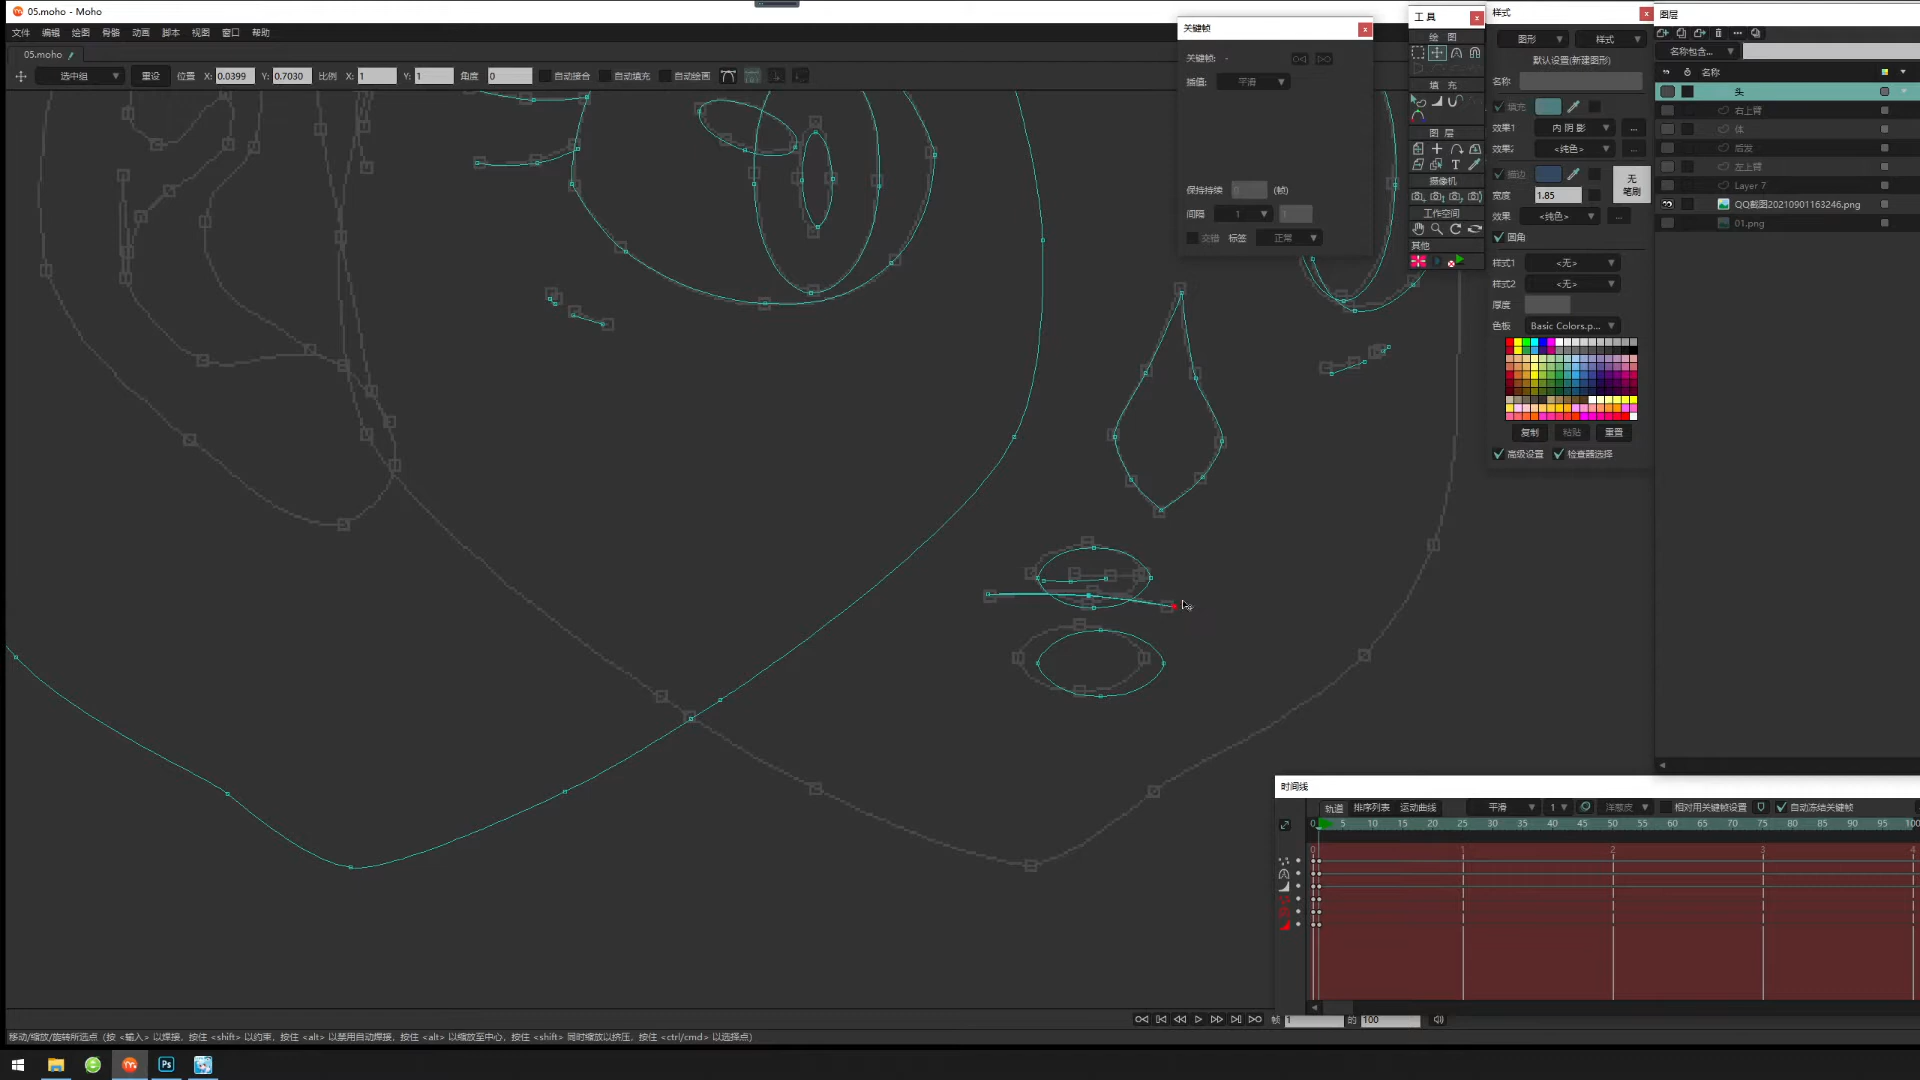 05.moho - Moho
文件 编辑 绘图 骨骼 动画 脚本 视图 窗口 帮助
05.moho
选中组 重设 位置 X: 0.0399 Y: 0.7030 比例 X: 1 Y: 1 角度 0 自动接合 自动填充 自动绘画
关键帧
关键帧: -
插值: 平滑
保持持续 (帧)
间隔 1 1
交错 标签 正常
工具
绘 图
填 充
图 层
T
摄像机
工作空间
其他
样式
图形 样式
默认设置(新建图形)
名称
填充
效果1 内 阴 影 ...
效果2 <纯色> ...
描边
无
笔刷
宽度 1.85
效果 <纯色> ...
圆角
样式1 <无>
样式2 <无>
厚度
色板 Basic Colors.p...
复制 粘贴 重置
高级设置 检查器选择
图层
名称包含...
名称
头
右上臂
体
后发
左上臂
Layer 7
QQ截图20210901163246.png
01.png
时间线
轨道 排序列表 运动曲线 平滑 1 洋葱皮 相对用关键帧设置 自动冻结关键帧
0 5 10 15 20 25 30 35 40 45 50 55 60 65 70 75 80 85 90 95 100
0 1 2 3 4
帧 1 的 100
移动/缩放/旋转所选点 (按 <输入> 以焊接，按住 <shift> 以约束，按住 <alt> 以禁用自动焊接，按住 <alt> 以缩放至中心，按住 <shift> 同时缩放以挤压，按住 <ctrl/cmd> 以选择点)
Ps